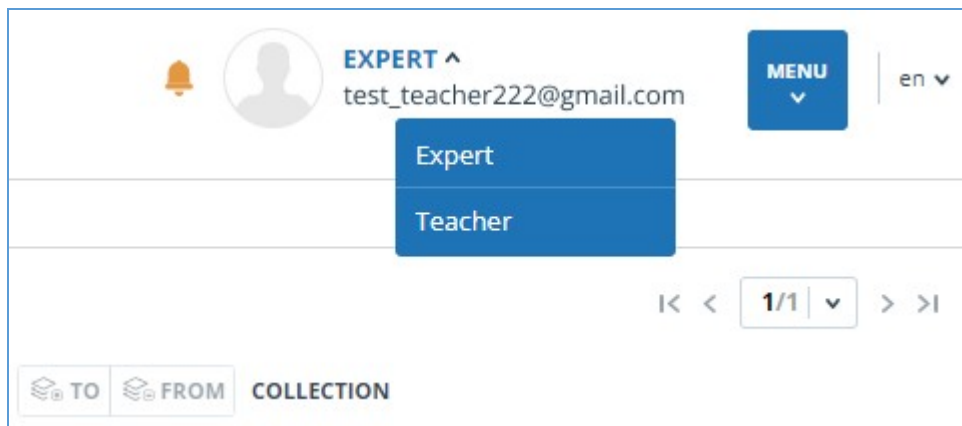 EXPERT
test_teacher222@gmail.com
MENU
en
Expert
Teacher
1/1
TO FROM COLLECTION